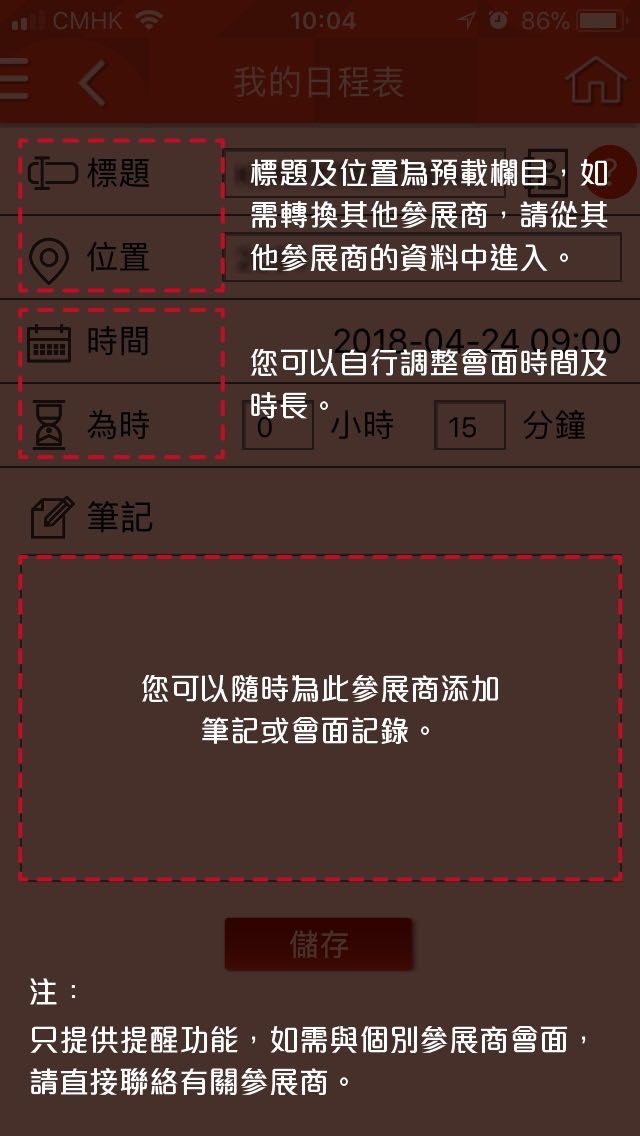 CMHK 10:04 86%
我的日程表
標題
標題及位置為預載欄目，如
需轉換其他參展商，請從其
位置
他參展商的資料中進入。
時間
2018-04-24 09:00
您可以自行調整會面時間及
時長。
為時 0 小時 15 分鐘
筆記
您可以隨時為此參展商添加
筆記或會面記錄。
儲存
注：
只提供提醒功能，如需與個別參展商會面，
請直接聯絡有關參展商。